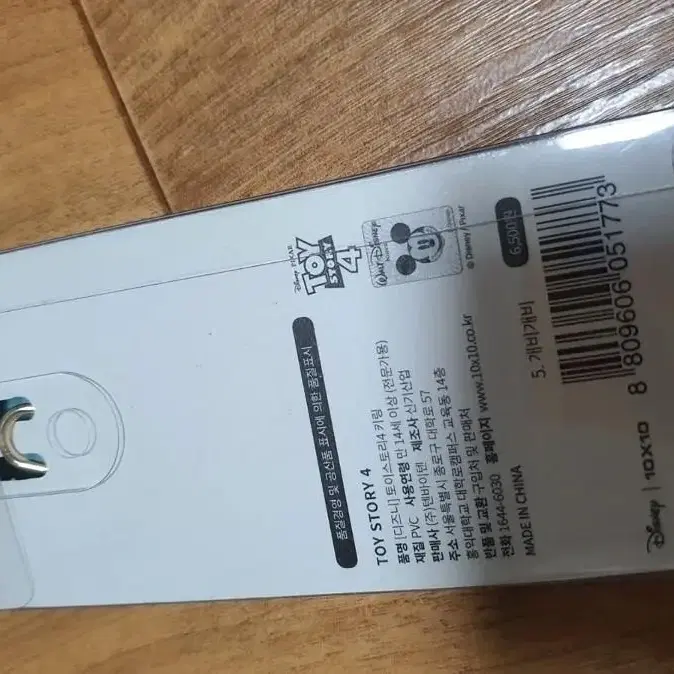 DISNEY · PIXAR
TOY
STORY
4
WALT DISNEY
© Disney / Pixar
6,500원
품질경영 및 공산품 표시에 의한 품질표시
TOY STORY 4
품명 [디즈니] 토이스토리4 키링
재질 PVC 사용연령 만 14세 이상 (전문가용)
판매사 (주)텐바이텐 제조사 신기산업
주소 서울특별시 종로구 대학로 57
홍익대학교 대학로캠퍼스 교육동 14층
반품 및 교환 구입처 및 판매처
전화 1644-6030 홈페이지 www.10x10.co.kr
MADE IN CHINA
5. 개비개비
8 809606 051773
Disney | 10X10